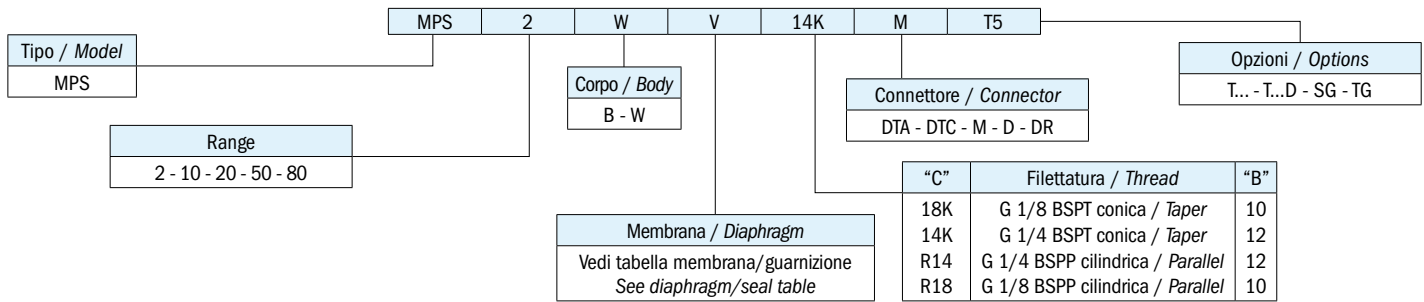 MPS 2 W V 14K M T5
Tipo / Model
MPS
Range
2 - 10 - 20 - 50 - 80
Corpo / Body
B - W
Membrana / Diaphragm
Vedi tabella membrana/guarnizione
See diaphragm/seal table
Connettore / Connector
DTA - DTC - M - D - DR
Opzioni / Options
T... - T...D - SG - TG
“C” Filettatura / Thread “B”
18K G 1/8 BSPT conica / Taper 10
14K G 1/4 BSPT conica / Taper 12
R14 G 1/4 BSPP cilindrica / Parallel 12
R18 G 1/8 BSPP cilindrica / Parallel 10